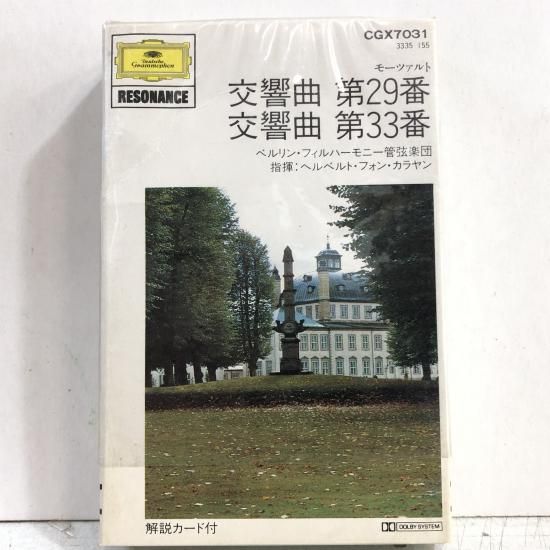 Deutsche
Grammophon
RESONANCE
CGX7031
3335 155
モーツァルト
交響曲 第29番
交響曲 第33番
ベルリン・フィルハーモニー管弦楽団
指揮：ヘルベルト・フォン・カラヤン
解説カード付
DOLBY SYSTEM